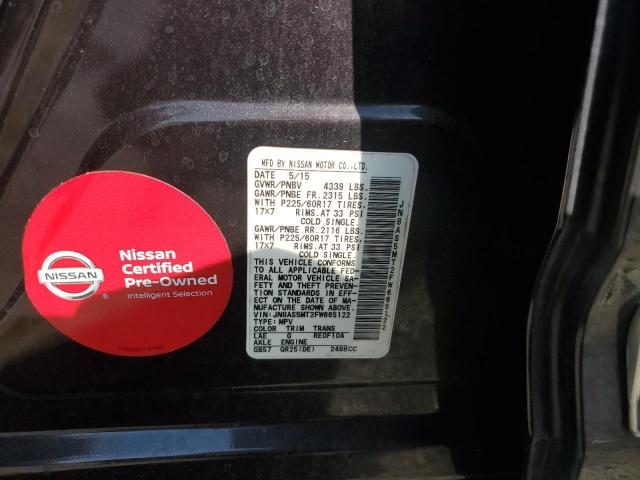 NISSAN
®
Nissan
Certified
Pre-Owned
Intelligent Selection
MFD BY NISSAN MOTOR CO.,LTD.
DATE 5/15
GVWR/PNBV 4339 LBS.
GAWR/PNBE FR. 2315 LBS.
WITH P225/60R17 TIRES.
17X7 RIMS.AT 33 PSI
COLD SINGLE.
GAWR/PNBE RR. 2116 LBS.
WITH P225/60R17 TIRES.
17X7 RIMS.AT 33 PSI
COLD SINGLE.
THIS VEHICLE CONFORMS
TO ALL APPLICABLE FED-
ERAL MOTOR VEHICLE SA-
FETY AND THEFT PREVEN-
TION STANDARDS IN EFF-
ECT ON THE DATE OF MA-
NUFACTURE SHOWN ABOVE.
VIN:JN8AS5MT2FW665122
TYPE: MPV
COLOR TRIM TRANS
LAE G RE0F10A
AXLE ENGINE
GB57 QR25(DE) 2488CC
JN8AS5MT2FW665122